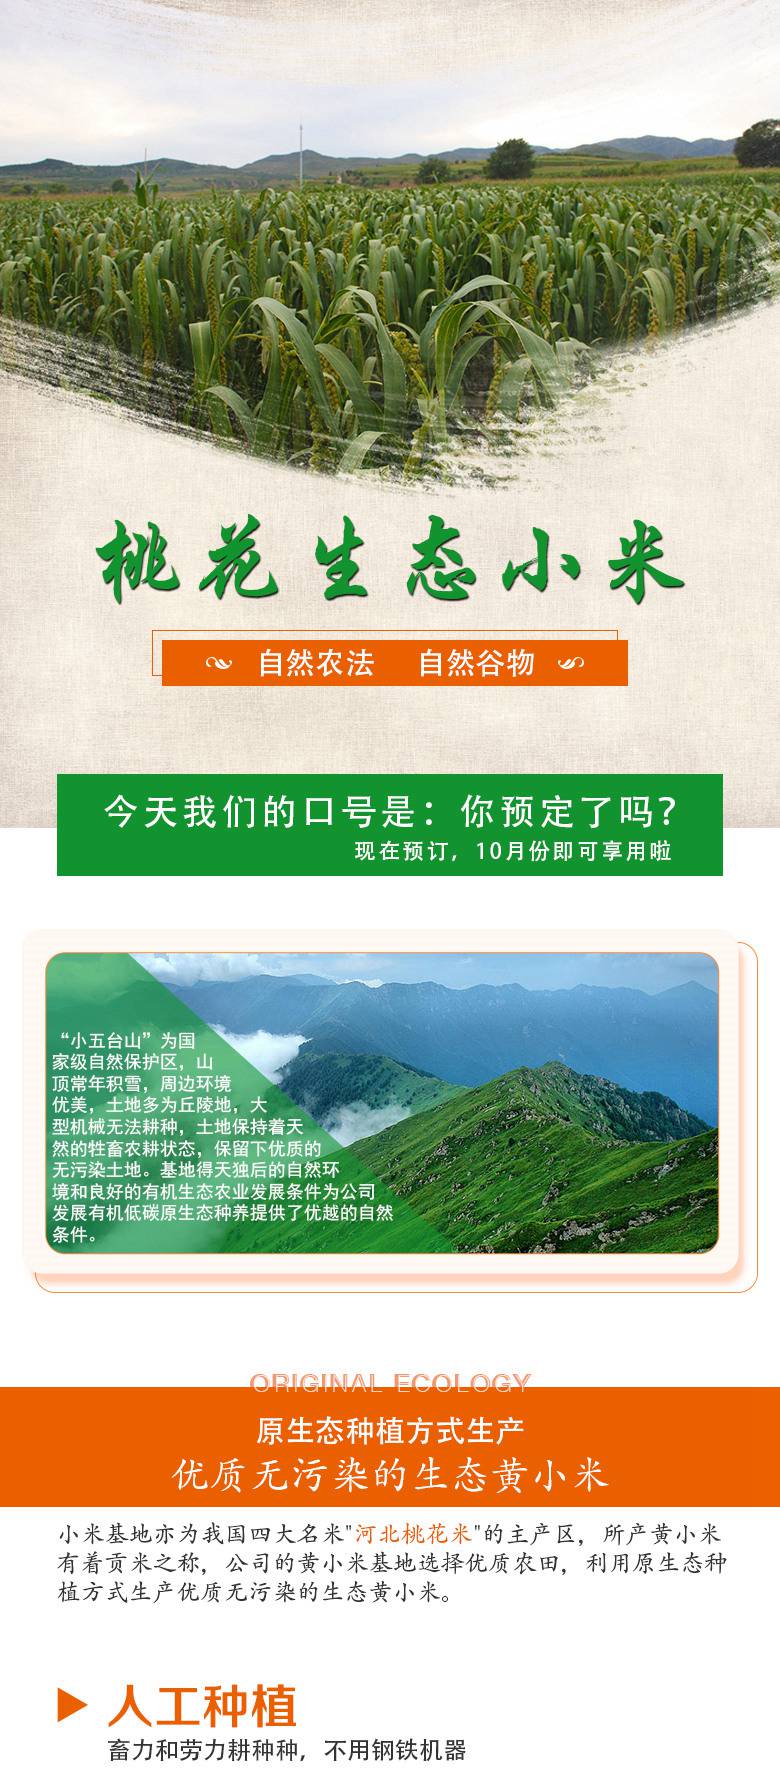 桃花生态小米
自然农法 自然谷物
今天我们的口号是：你预定了吗？
现在预订，10月份即可享用啦
“小五台山”为国
家级自然保护区，山
顶常年积雪，周边环境
优美，土地多为丘陵地，大
型机械无法耕种，土地保持着天
然的牲畜农耕状态，保留下优质的
无污染土地。基地得天独后的自然环
境和良好的有机生态农业发展条件为公司
发展有机低碳原生态种养提供了优越的自然
条件。
ORIGINAL ECOLOGY
原生态种植方式生产
优质无污染的生态黄小米
小米基地亦为我国四大名米"河北桃花米"的主产区，所产黄小米
有着贡米之称，公司的黄小米基地选择优质农田，利用原生态种
植方式生产优质无污染的生态黄小米。
人工种植
畜力和劳力耕种种，不用钢铁机器